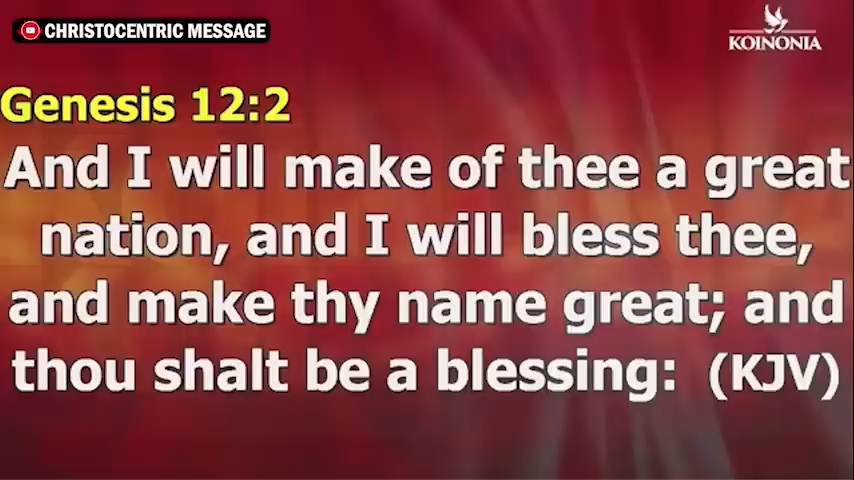 CHRISTOCENTRIC MESSAGE
KOINONIA
Genesis 12:2
And I will make of thee a great
nation, and I will bless thee,
and make thy name great; and
thou shalt be a blessing: (KJV)